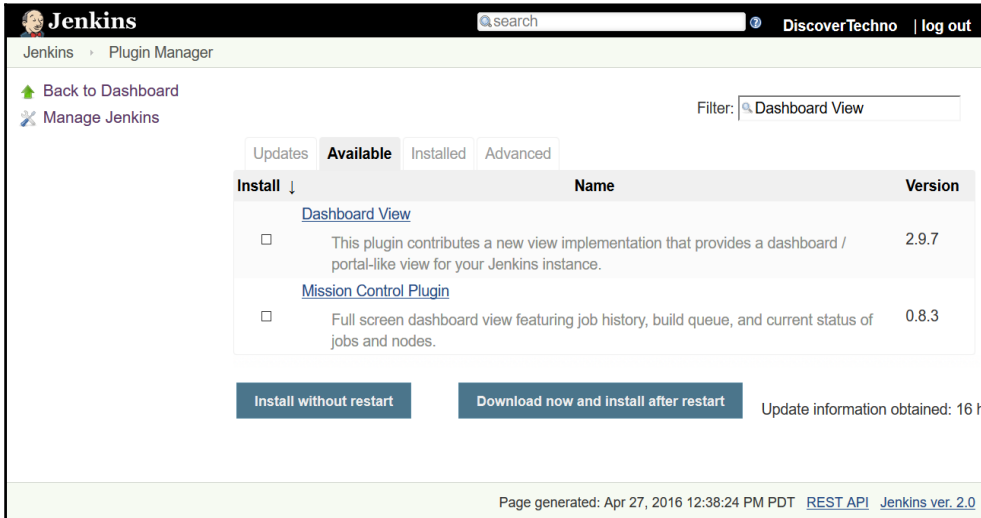 Jenkins
search
DiscoverTechno | log out
Jenkins Plugin Manager
Back to Dashboard
Manage Jenkins
Filter: Dashboard View
Updates Available Installed Advanced
Install ↓ Name Version
Dashboard View
This plugin contributes a new view implementation that provides a dashboard /
portal-like view for your Jenkins instance.
2.9.7
Mission Control Plugin
Full screen dashboard view featuring job history, build queue, and current status of
jobs and nodes.
0.8.3
Install without restart
Download now and install after restart
Update information obtained: 16 h
Page generated: Apr 27, 2016 12:38:24 PM PDT REST API Jenkins ver. 2.0